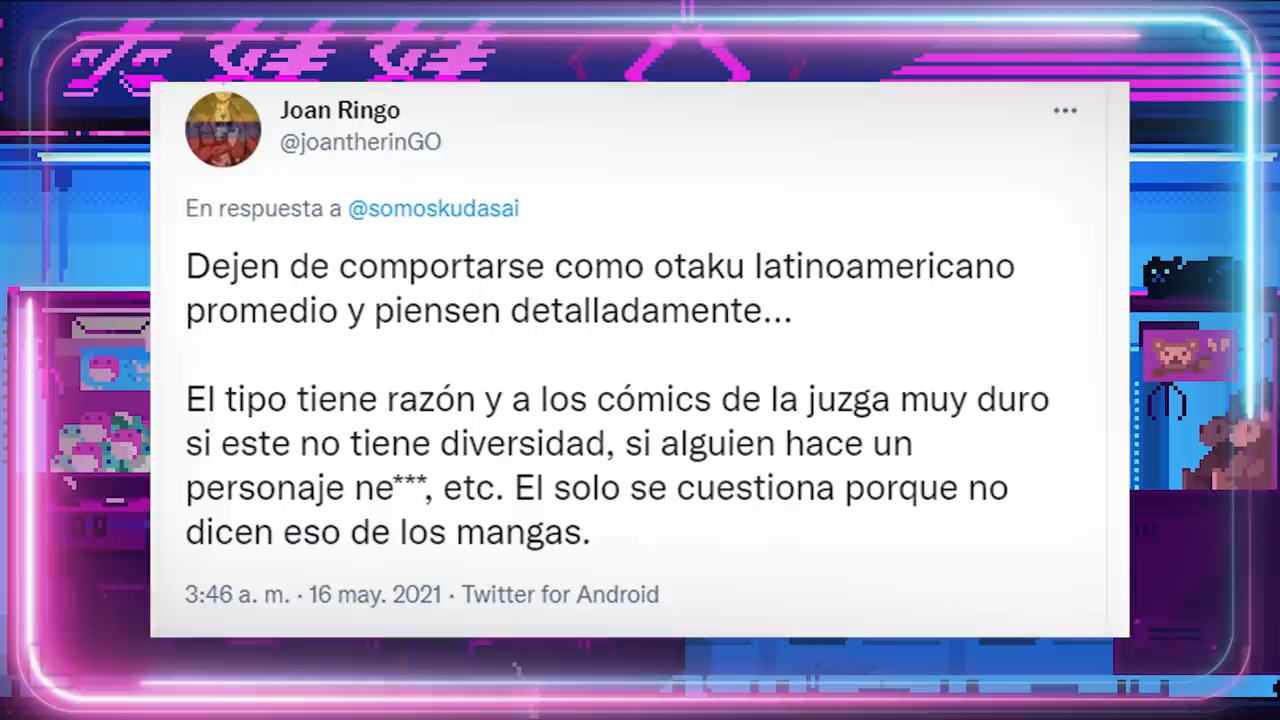 Joan Ringo
@joantherinGO
En respuesta a @somoskudasai
Dejen de comportarse como otaku latinoamericano
promedio y piensen detalladamente...
El tipo tiene razón y a los cómics de la juzga muy duro
si este no tiene diversidad, si alguien hace un
personaje ne***, etc. El solo se cuestiona porque no
dicen eso de los mangas.
3:46 a. m. · 16 may. 2021 · Twitter for Android